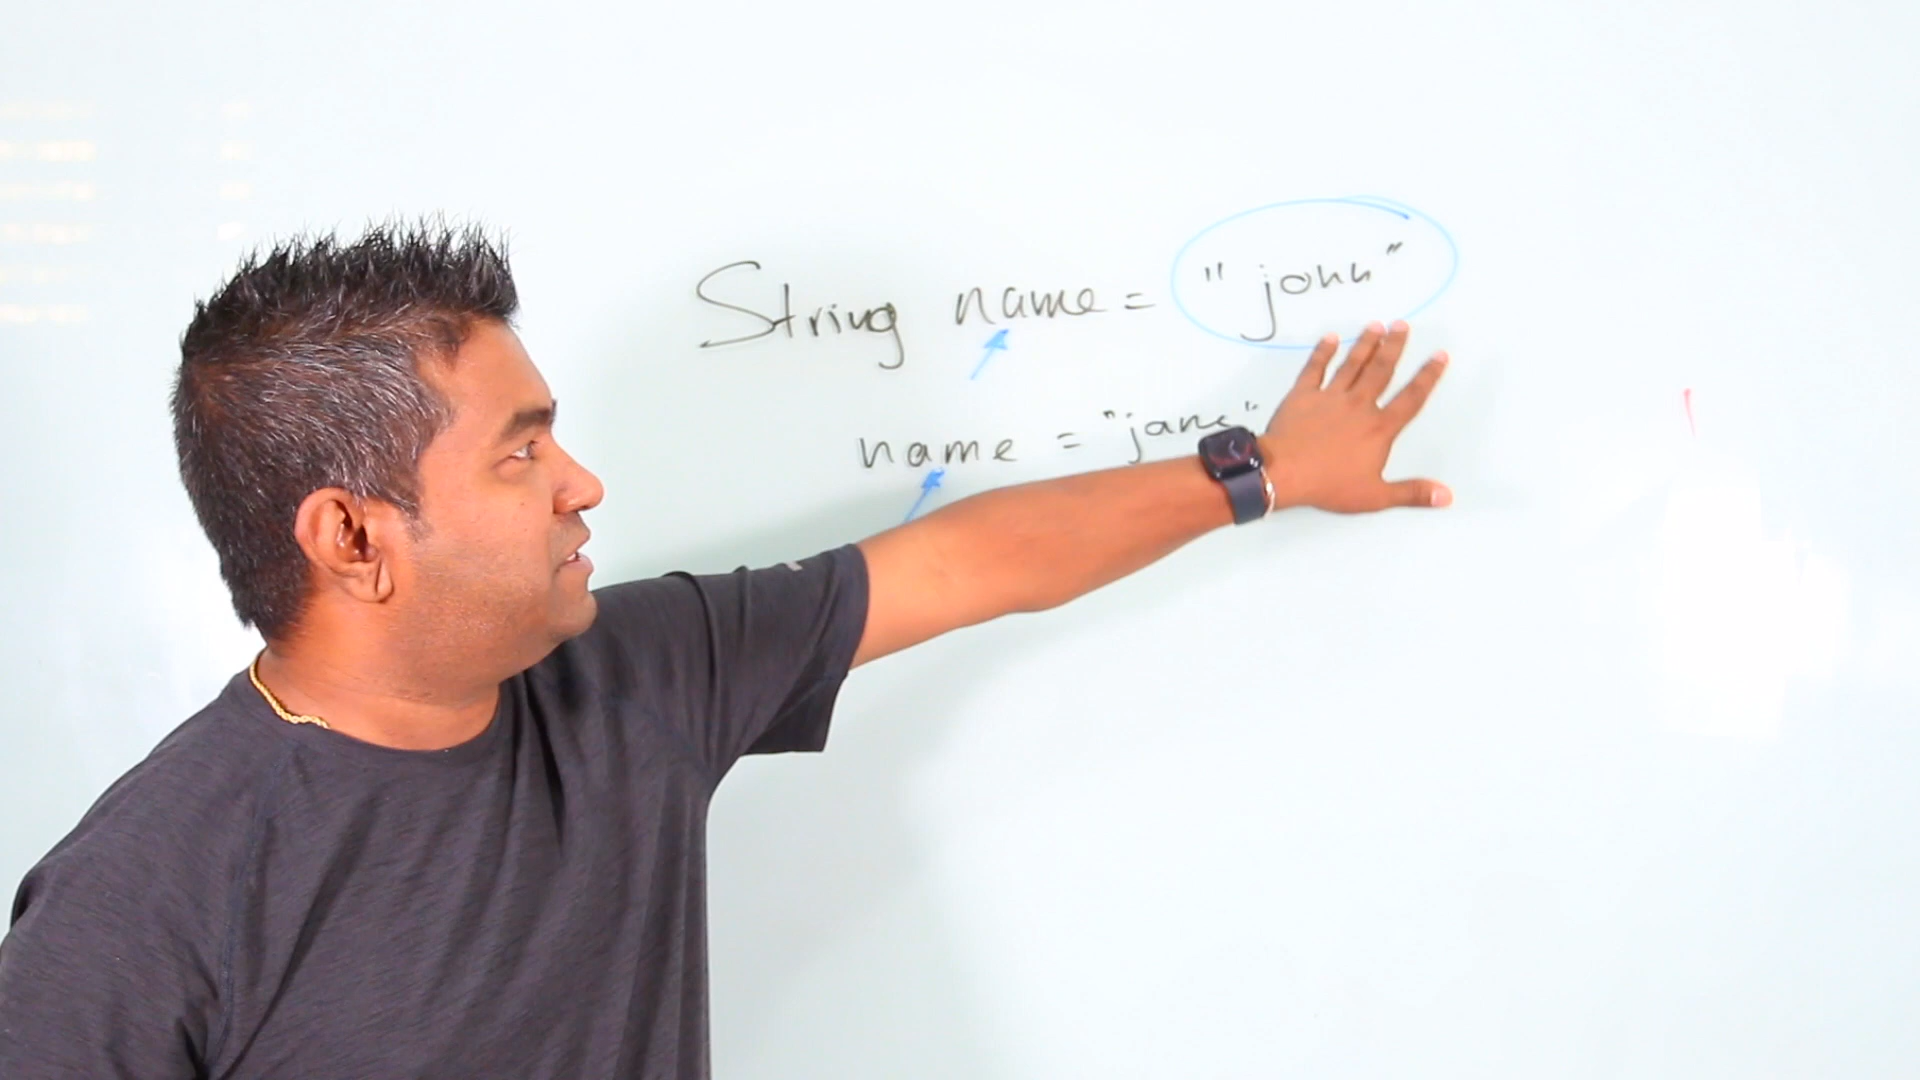 String name = "john"
name = "jane"